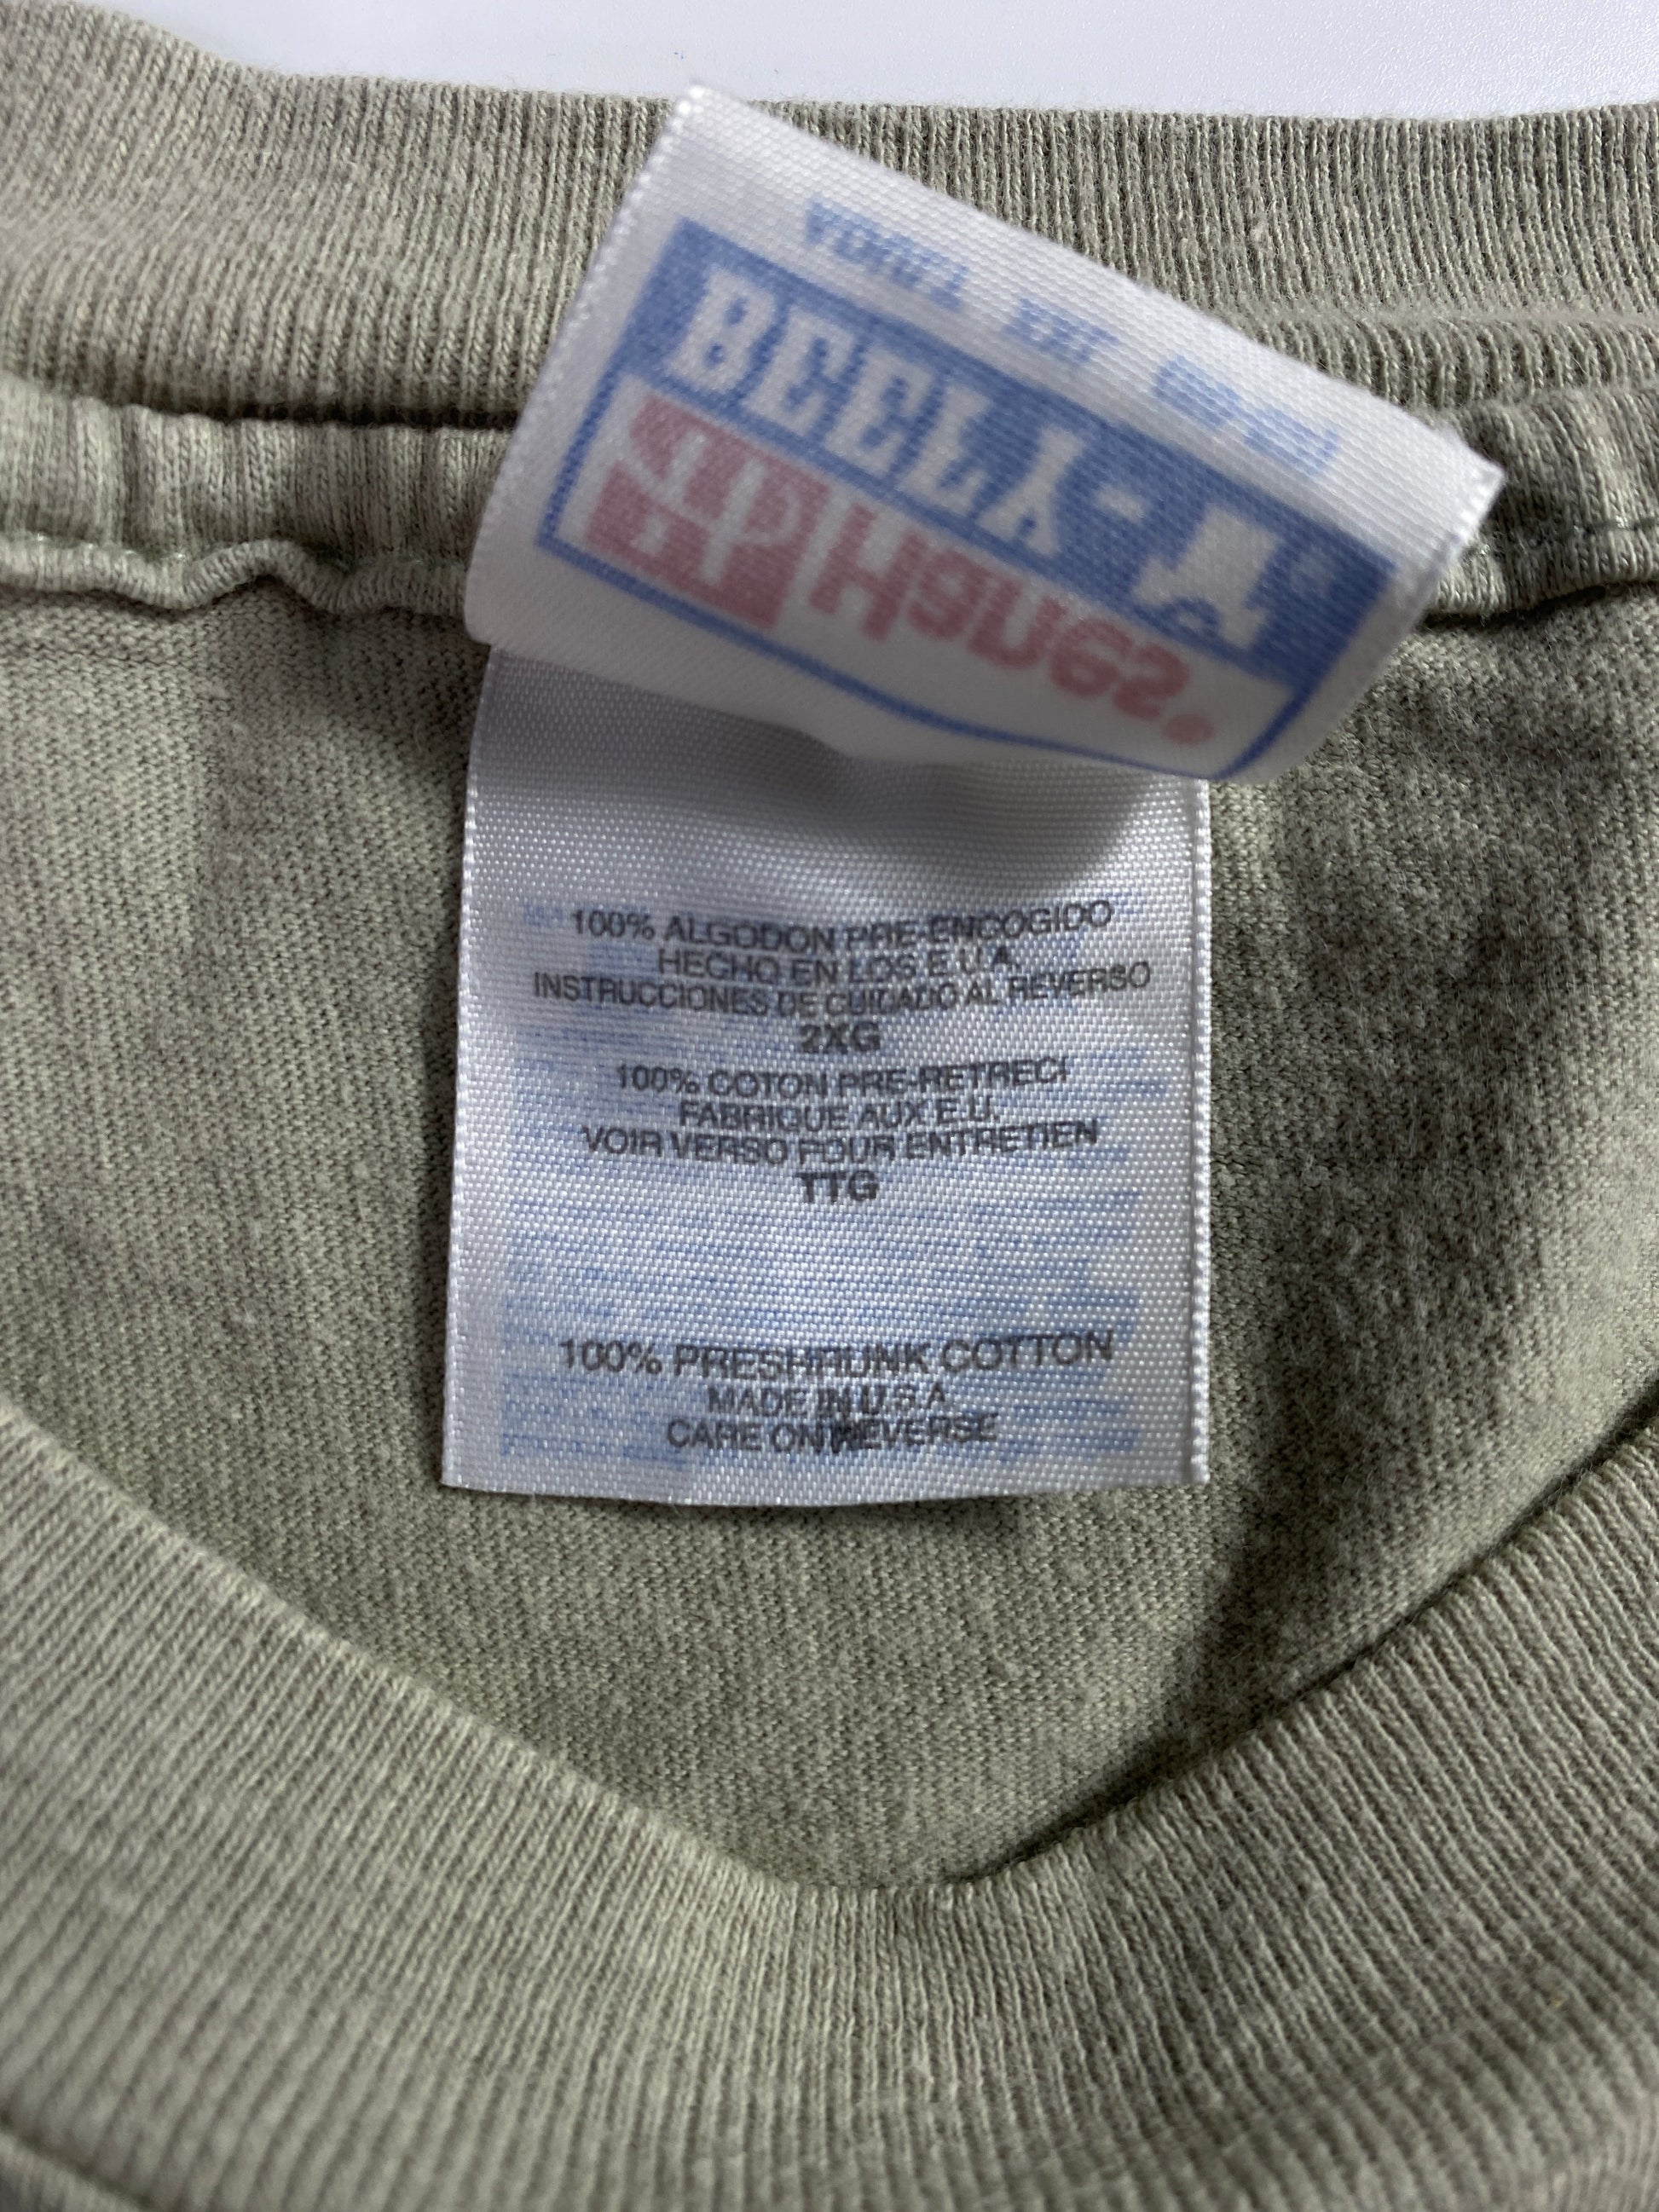 BEEFY-T
Hanes
100% ALGODON PRE-ENCOGIDO
HECHO EN LOS E.U.A.
INSTRUCCIONES DE CUIDADO AL REVERSO
2XG
100% COTON PRE-RETRECI
FABRIQUE AUX E.U.
VOIR VERSO POUR ENTRETIEN
TTG
100% PRESHRUNK COTTON
MADE IN U.S.A.
CARE ON REVERSE